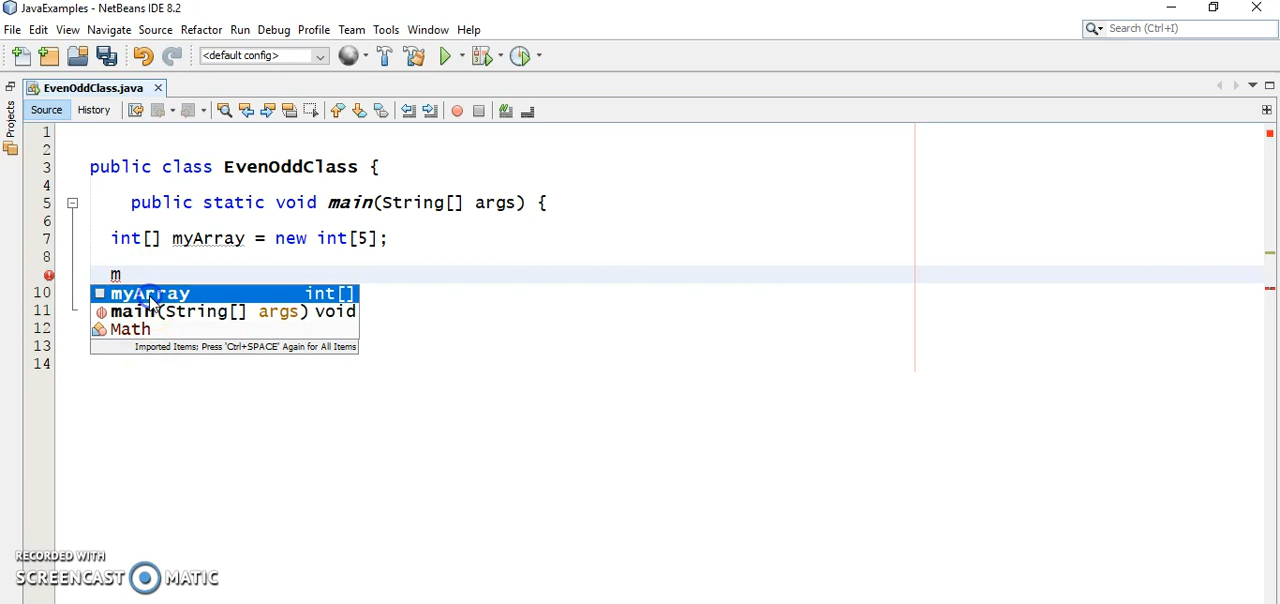 JavaExamples - NetBeans IDE 8.2
File Edit View Navigate Source Refactor Run Debug Profile Team Tools Window Help
Search (Ctrl+I)
<default config>
EvenOddClass.java
Source History
Projects
1
2
3 public class EvenOddClass {
4
5 public static void main(String[] args) {
6
7 int[] myArray = new int[5];
8
m
myArray int[]
10
main(String[] args) void
11
Math
12
Imported Items; Press 'Ctrl+SPACE' Again for All Items
13
14
RECORDED WITH
SCREENCAST MATIC